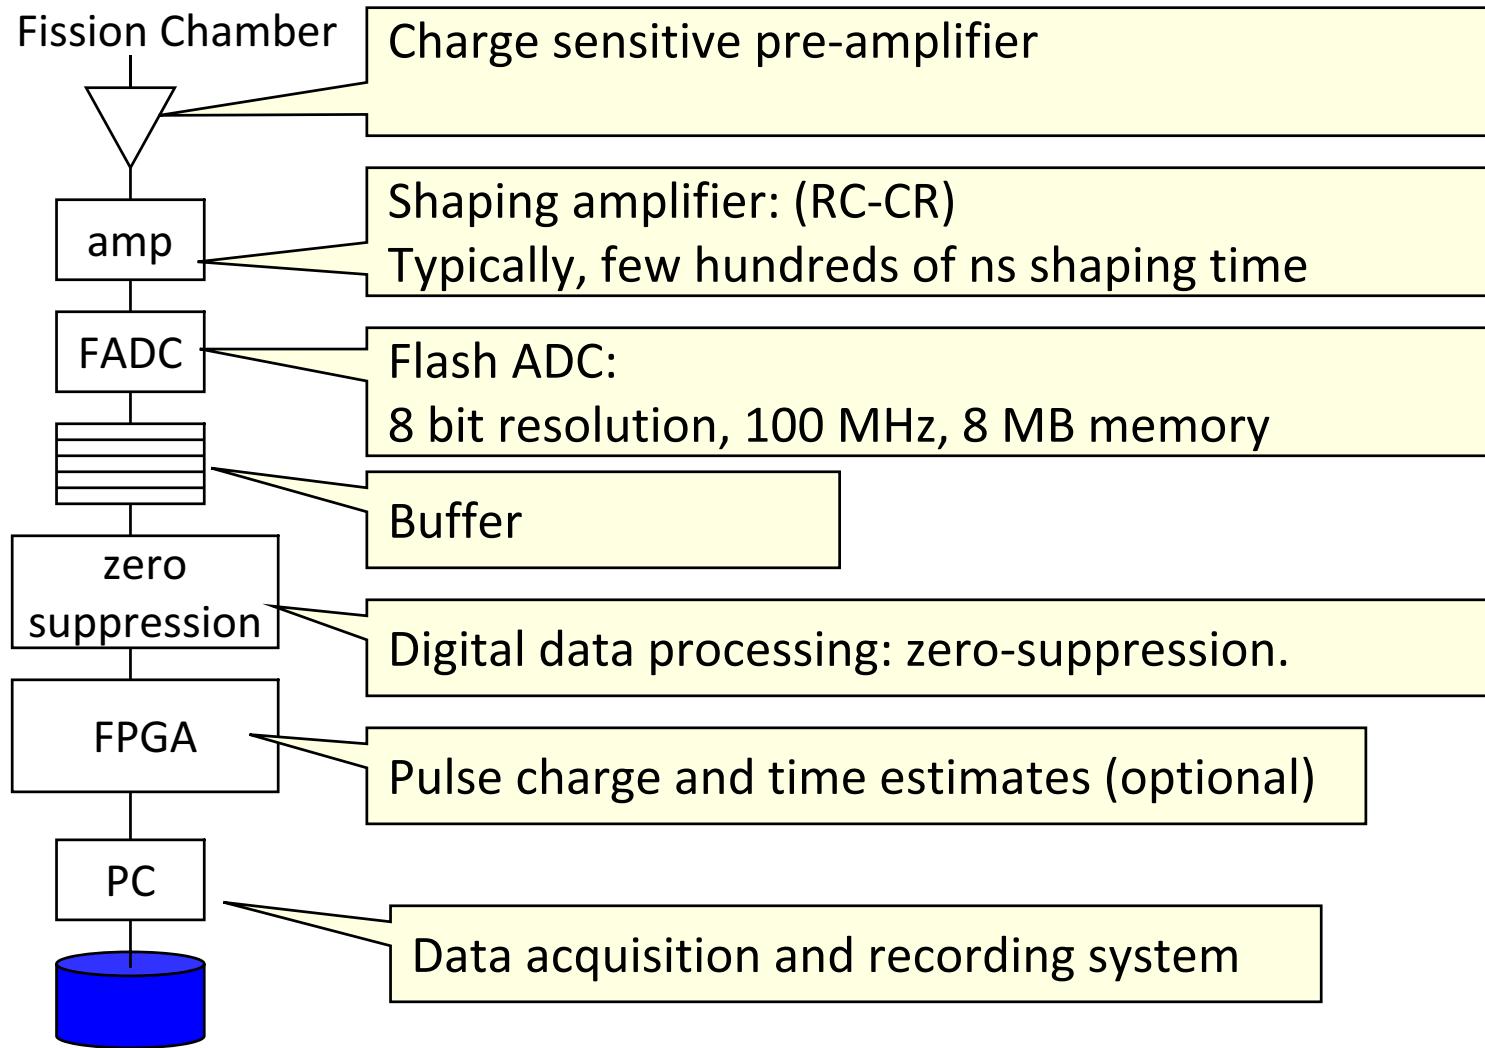 Fission Chamber
Charge sensitive pre-amplifier
amp
Shaping amplifier: (RC-CR)
Typically, few hundreds of ns shaping time
FADC
Flash ADC:
8 bit resolution, 100 MHz, 8 MB memory
Buffer
zero
suppression
Digital data processing: zero-suppression.
FPGA
Pulse charge and time estimates (optional)
PC
Data acquisition and recording system